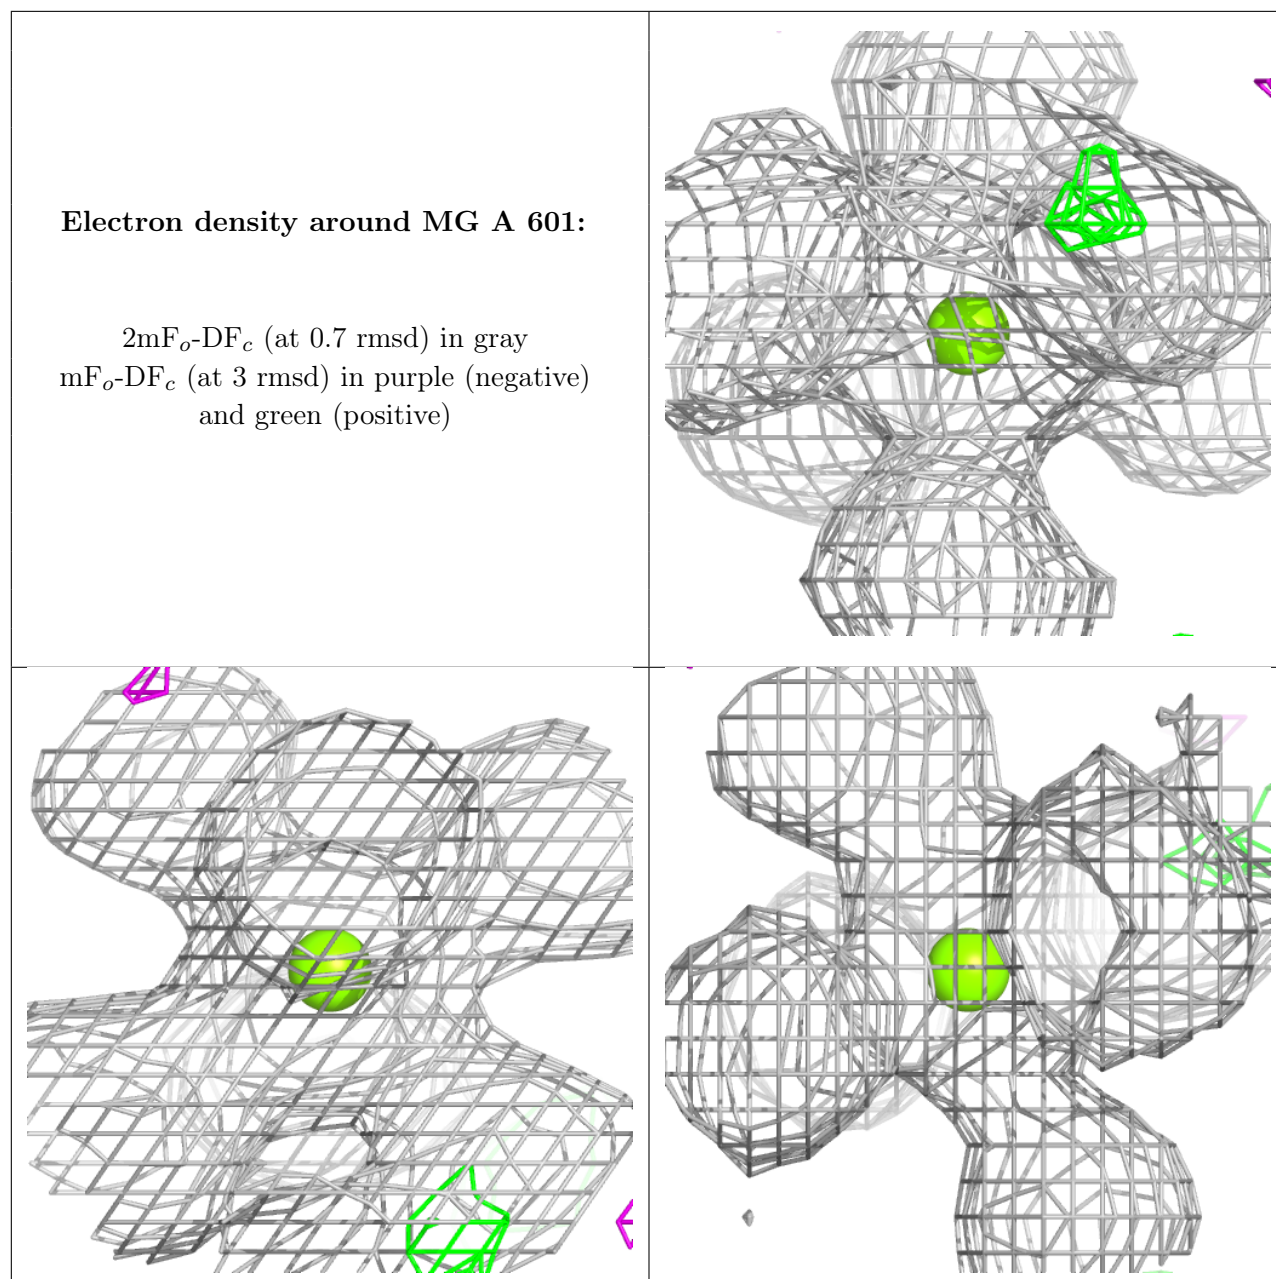 Electron density around MG A 601:
2mFo-DFc (at 0.7 rmsd) in gray
mFo-DFc (at 3 rmsd) in purple (negative)
and green (positive)